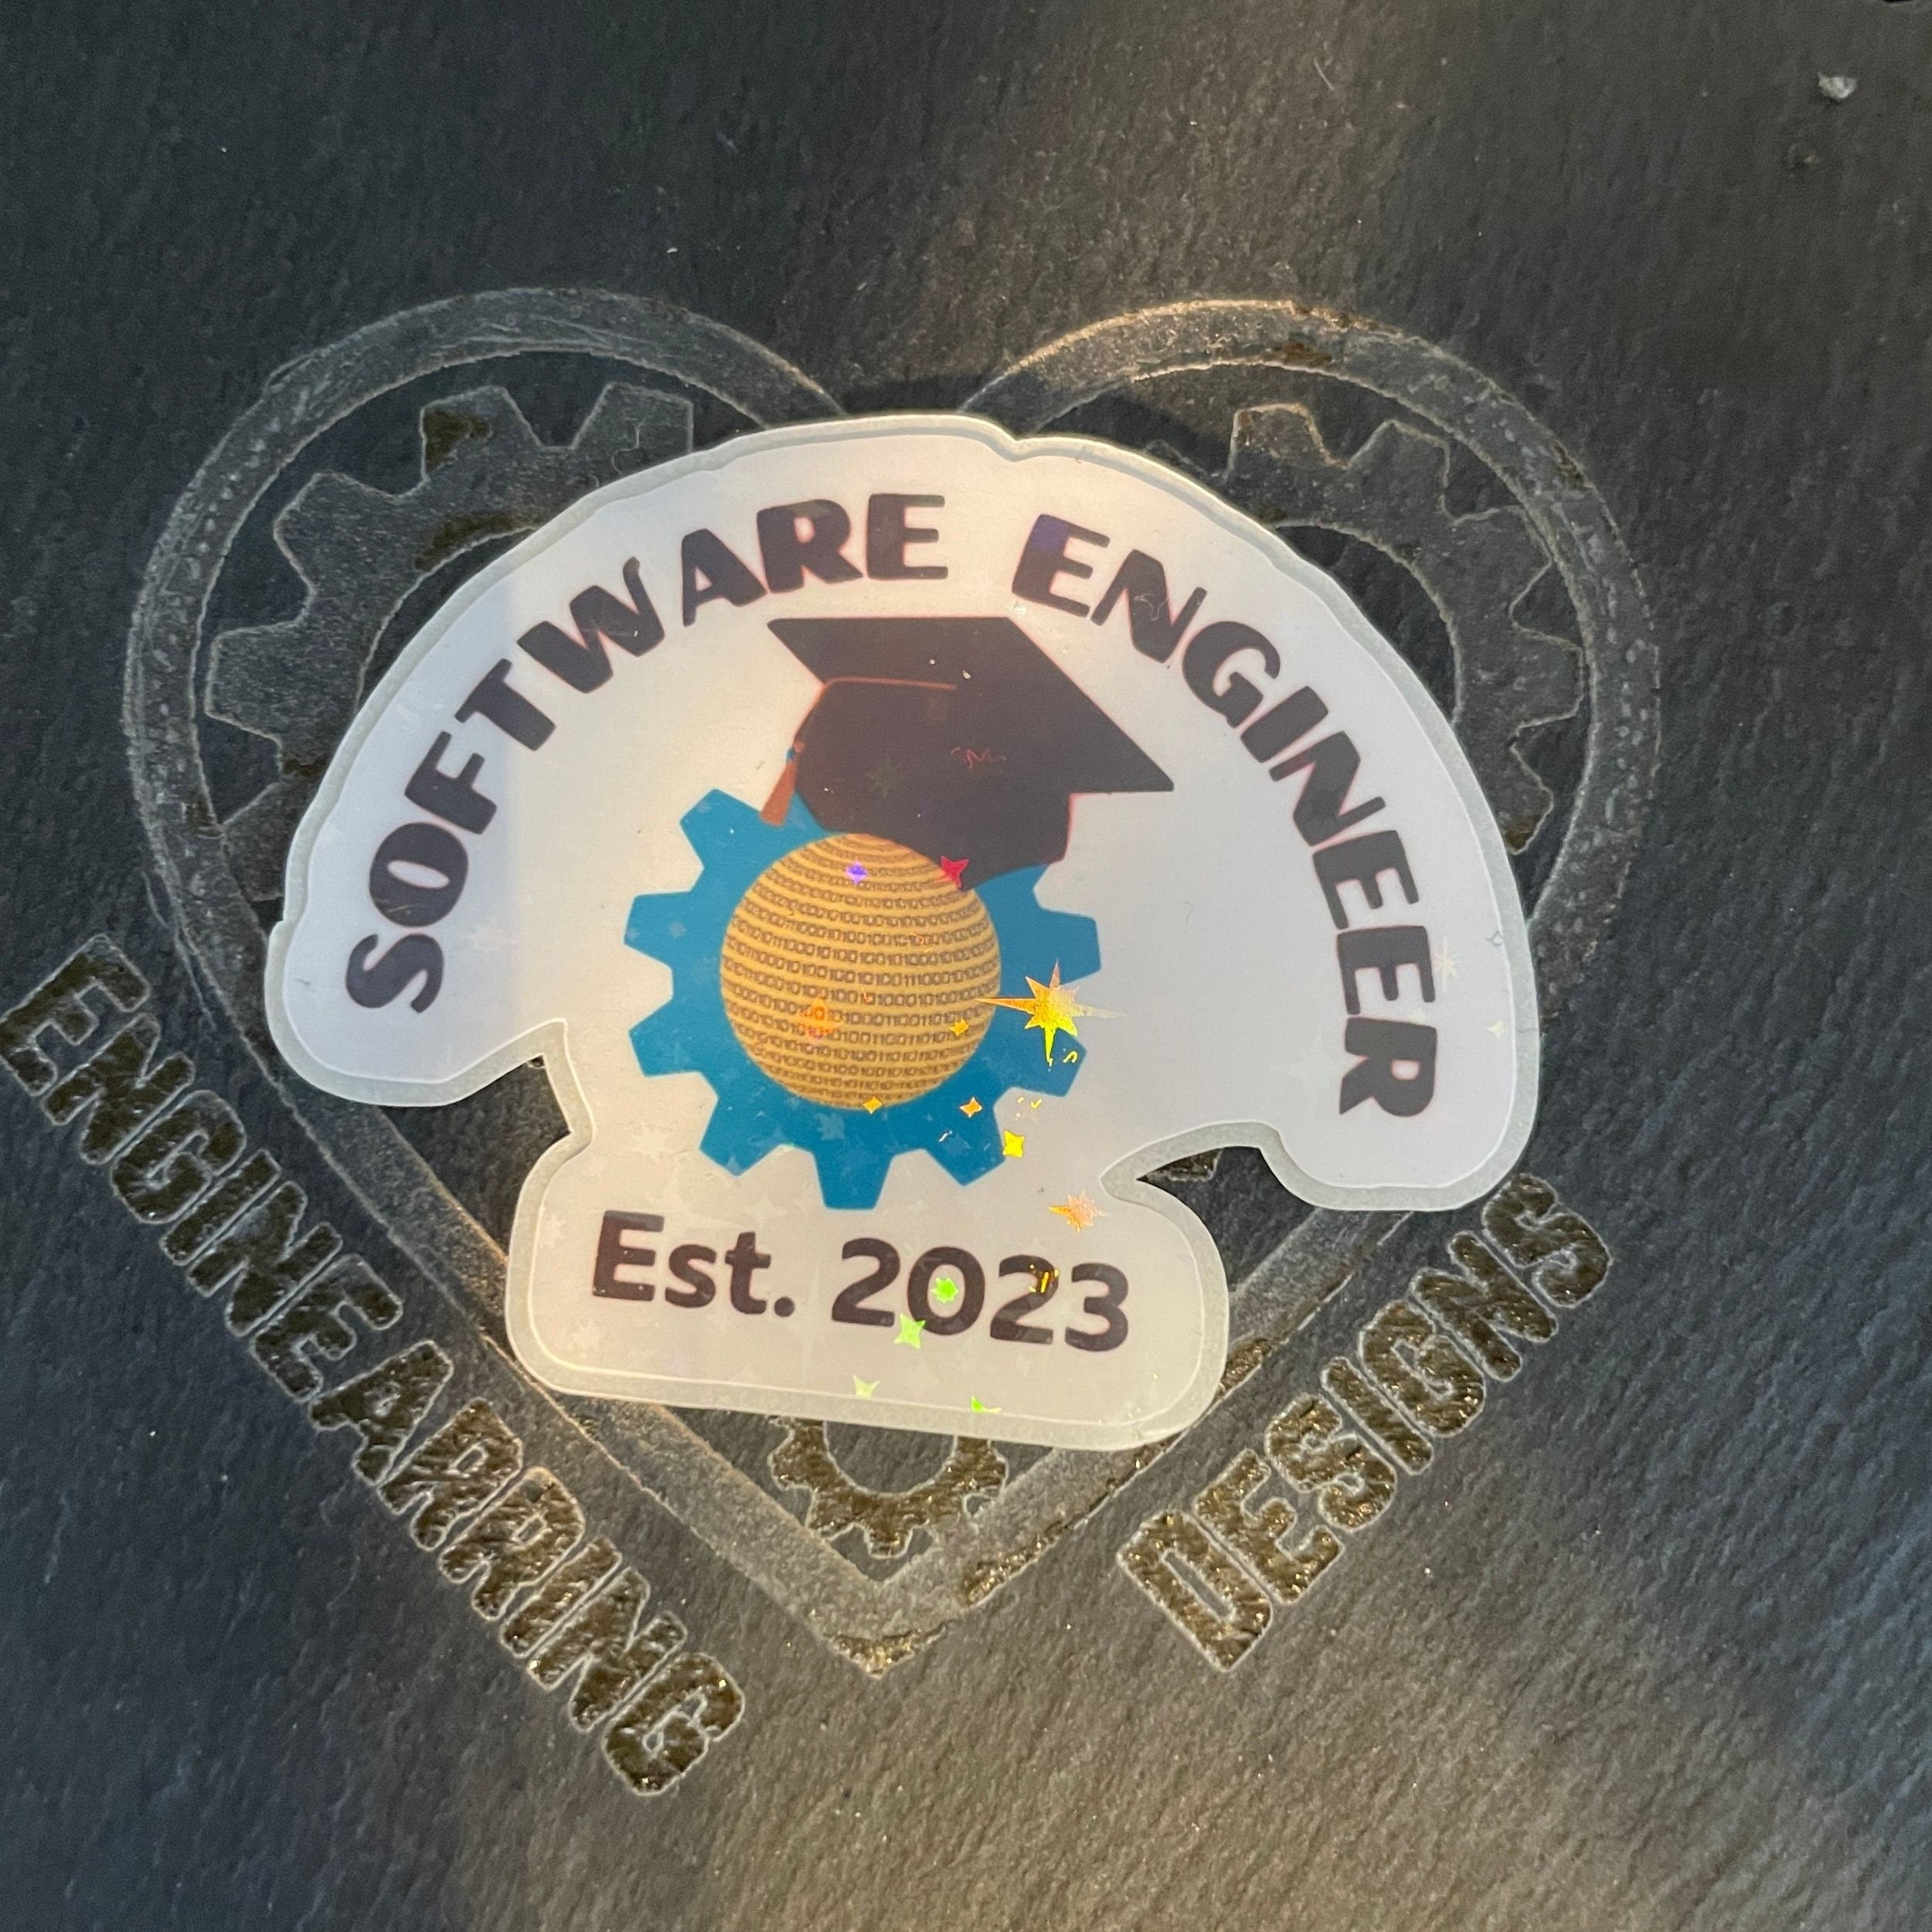 SOFTWARE ENGINEER
Est. 2023
ENGINEARRING
DESIGNS